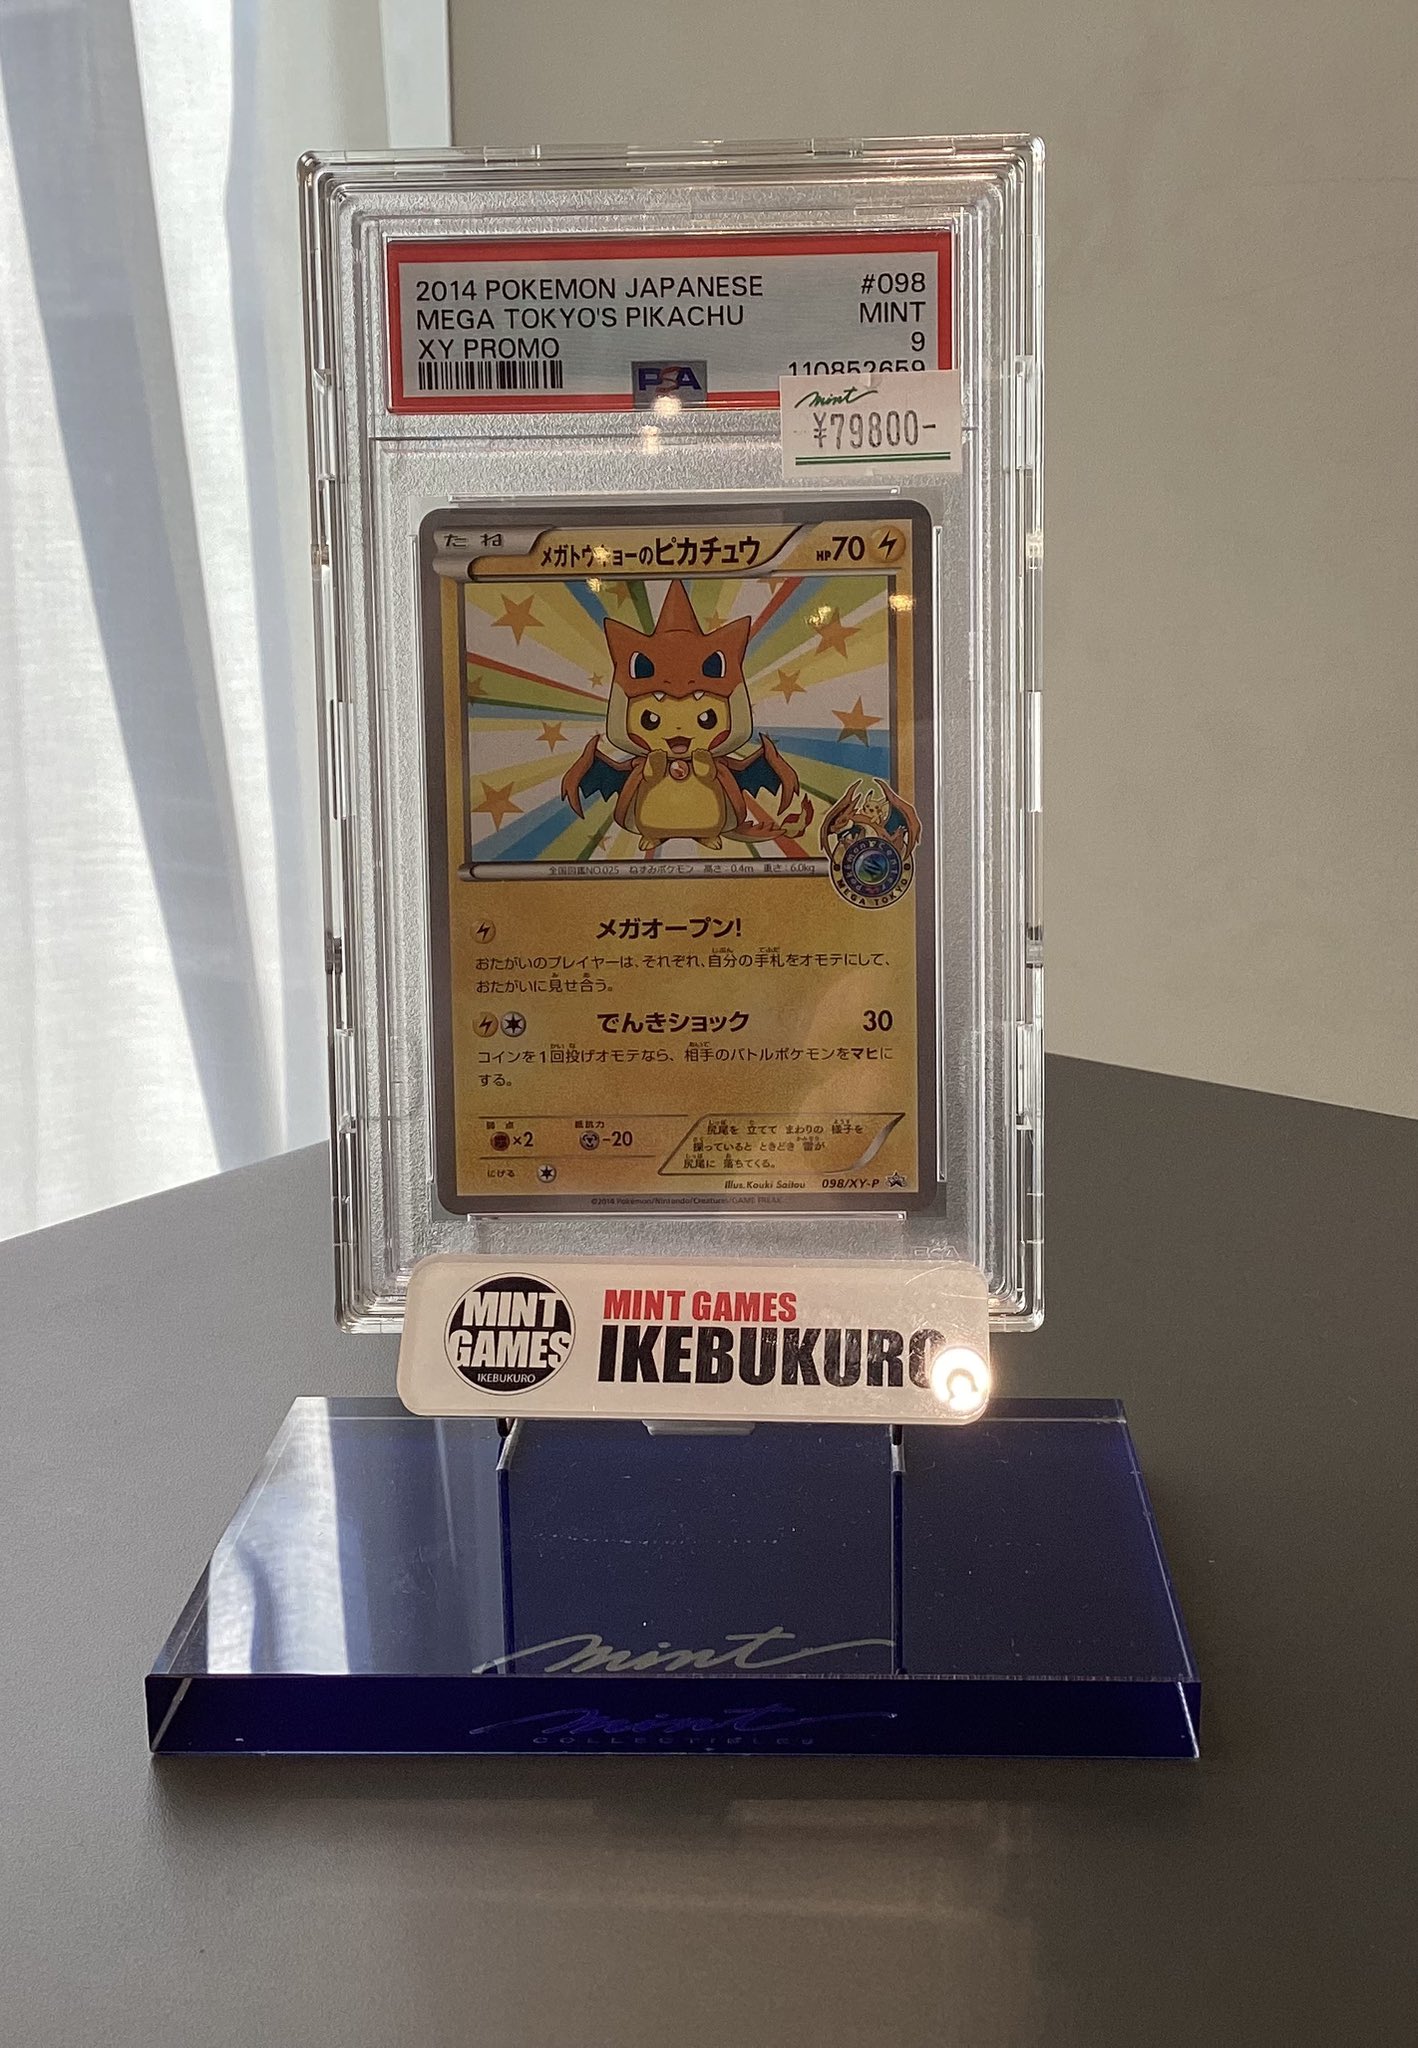 2014 POKEMON JAPANESE #098
MEGA TOKYO'S PIKACHU MINT
XY PROMO 9
PSA 110852659
mint
¥79800-
たね メガトウキョーのピカチュウ HP70
Pokémon Center
MEGA TOKYO
全国図鑑NO.025 ねずみポケモン 高さ:0.4m 重さ:6.0kg
メガオープン!
おたがいのプレイヤーは、それぞれ、自分の手札をオモテにして、
おたがいに見せ合う。
でんきショック 30
コインを1回投げオモテなら、相手のバトルポケモンをマヒに
する。
弱点 抵抗力
×2 -20
にげる
尻尾を 立てて まわりの 様子を
探っていると ときどき 雷が
尻尾に 落ちてくる。
Illus.Kouki Saitou 098/XY-P
©2014 Pokémon/Nintendo/Creatures/GAME FREAK.
MINT
GAMES
IKEBUKURO
MINT GAMES
IKEBUKURO
mint
mint
COLLECTIBLES